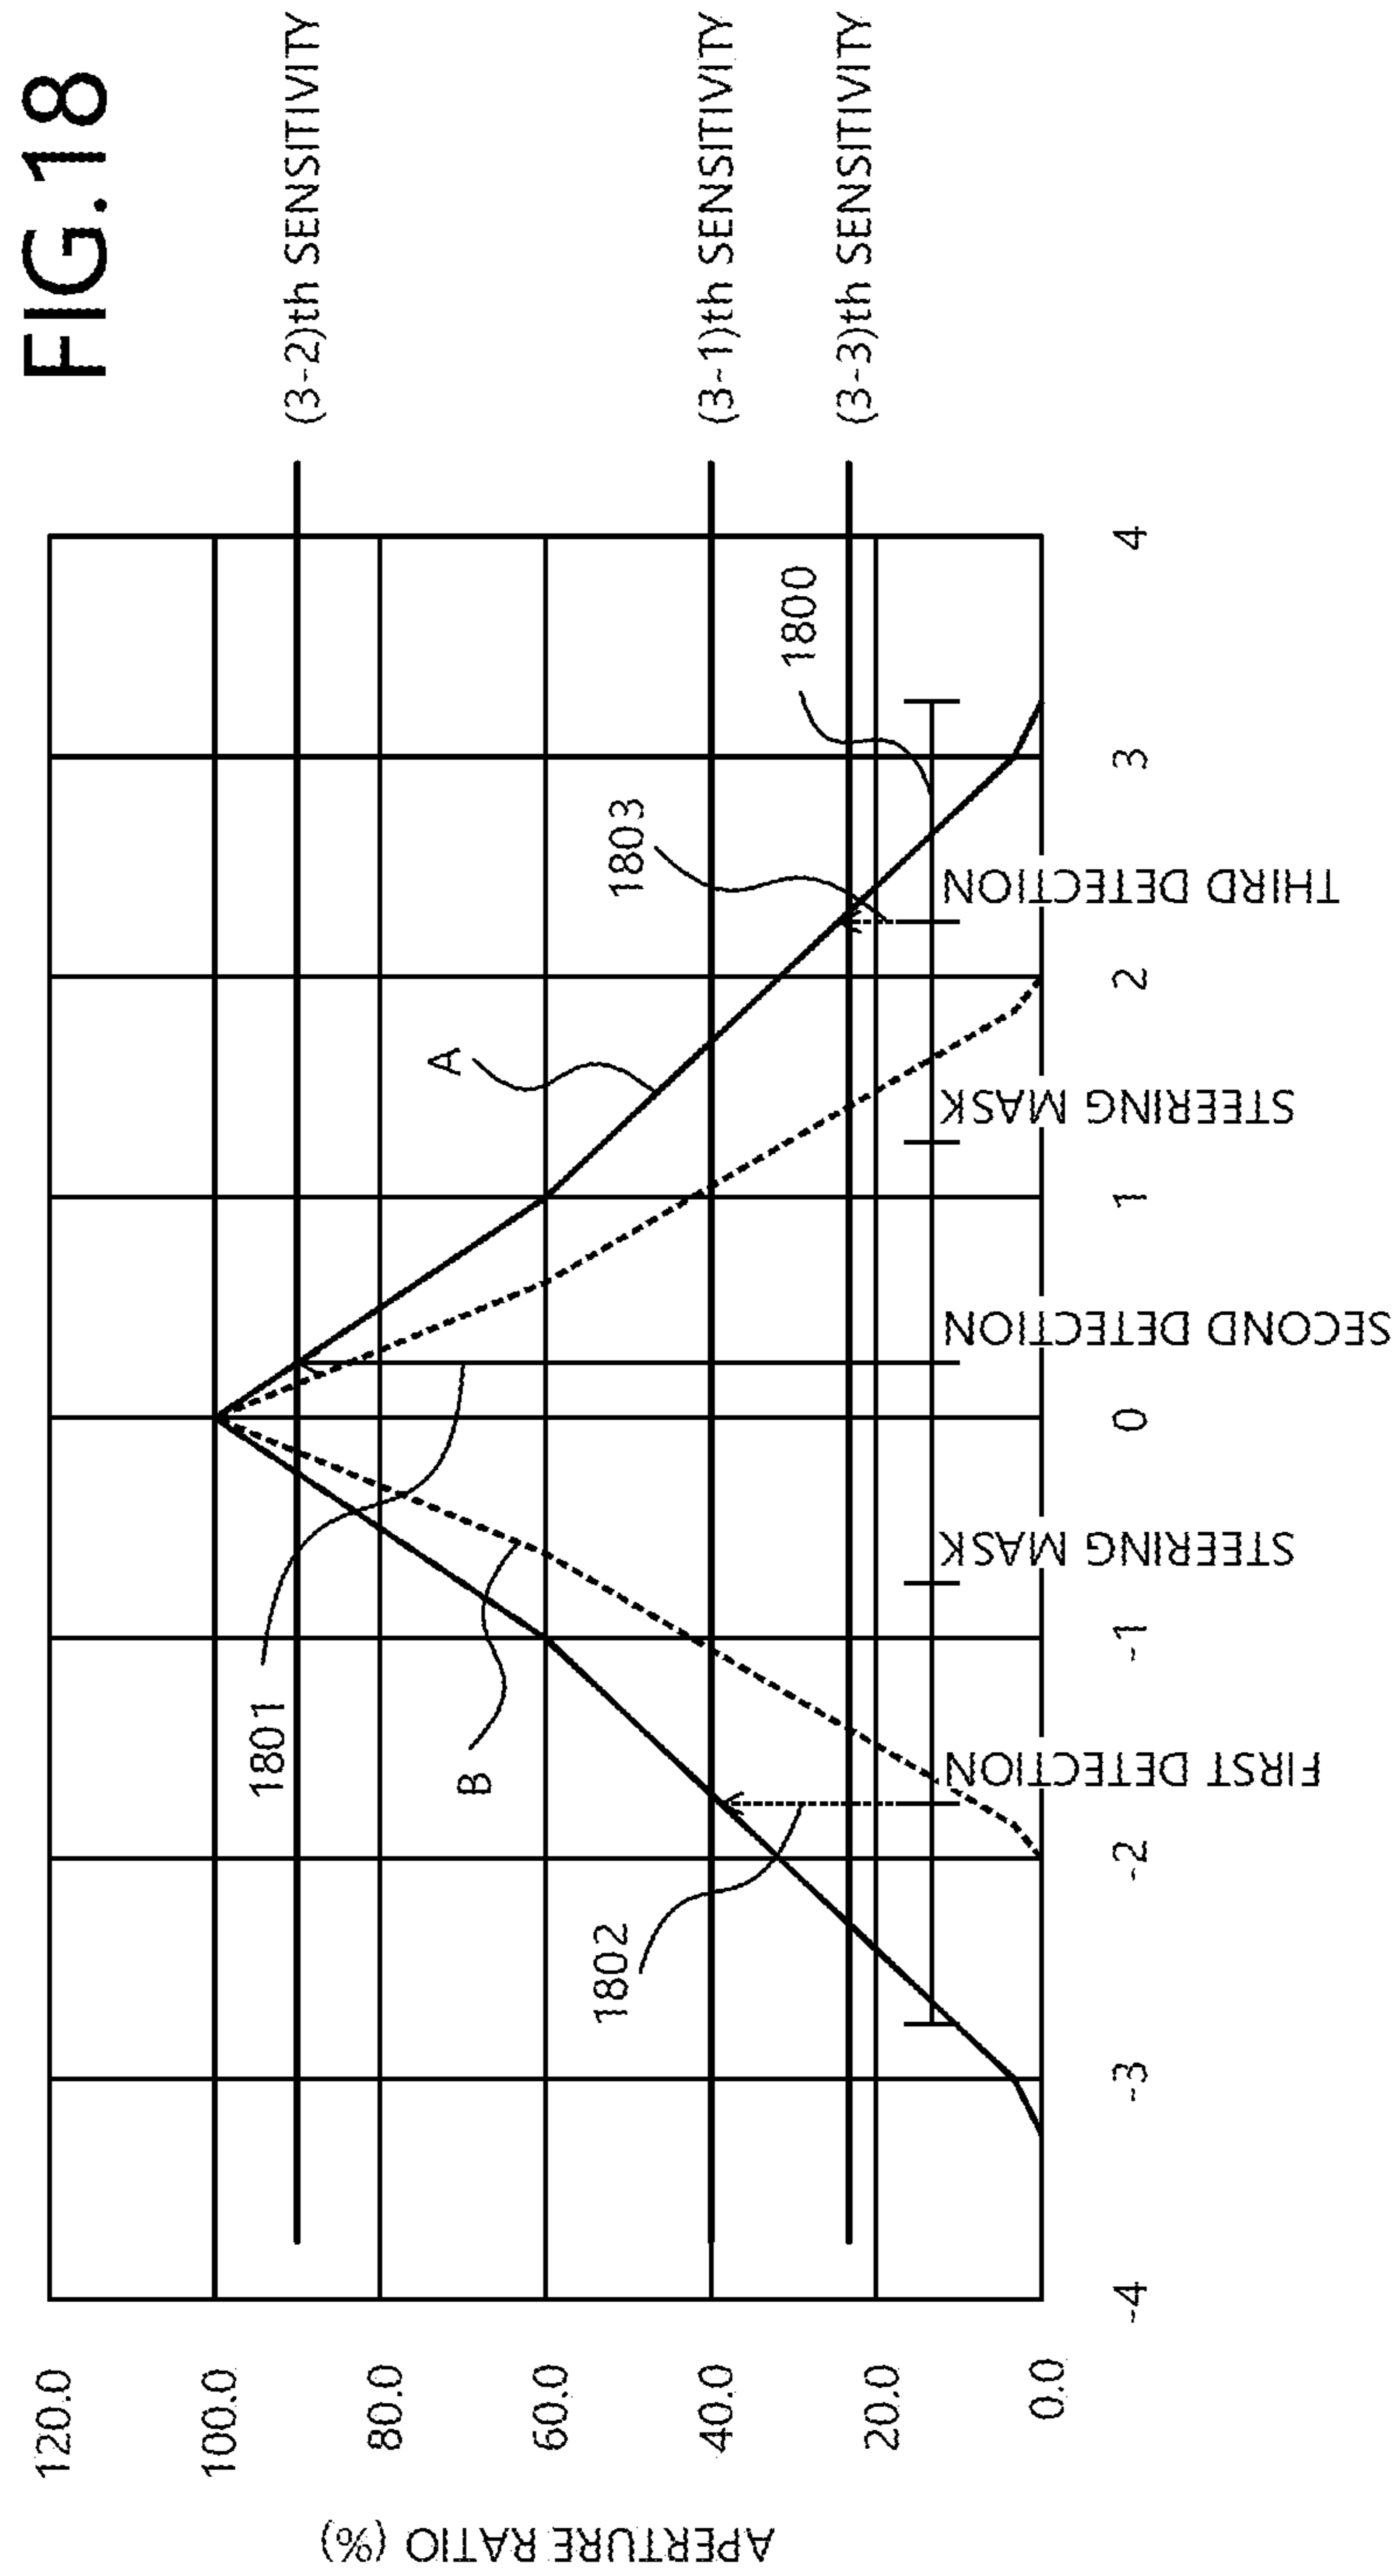 FIG.18
APERTURE RATIO (%)
120.0
100.0
80.0
60.0
40.0
20.0
0.0
(3-2)th SENSITIVITY
(3-1)th SENSITIVITY
(3-3)th SENSITIVITY
1801
B
1802
A
1803
1800
FIRST DETECTION
STEERING MASK
SECOND DETECTION
STEERING MASK
THIRD DETECTION
-4
-3
-2
-1
0
1
2
3
4